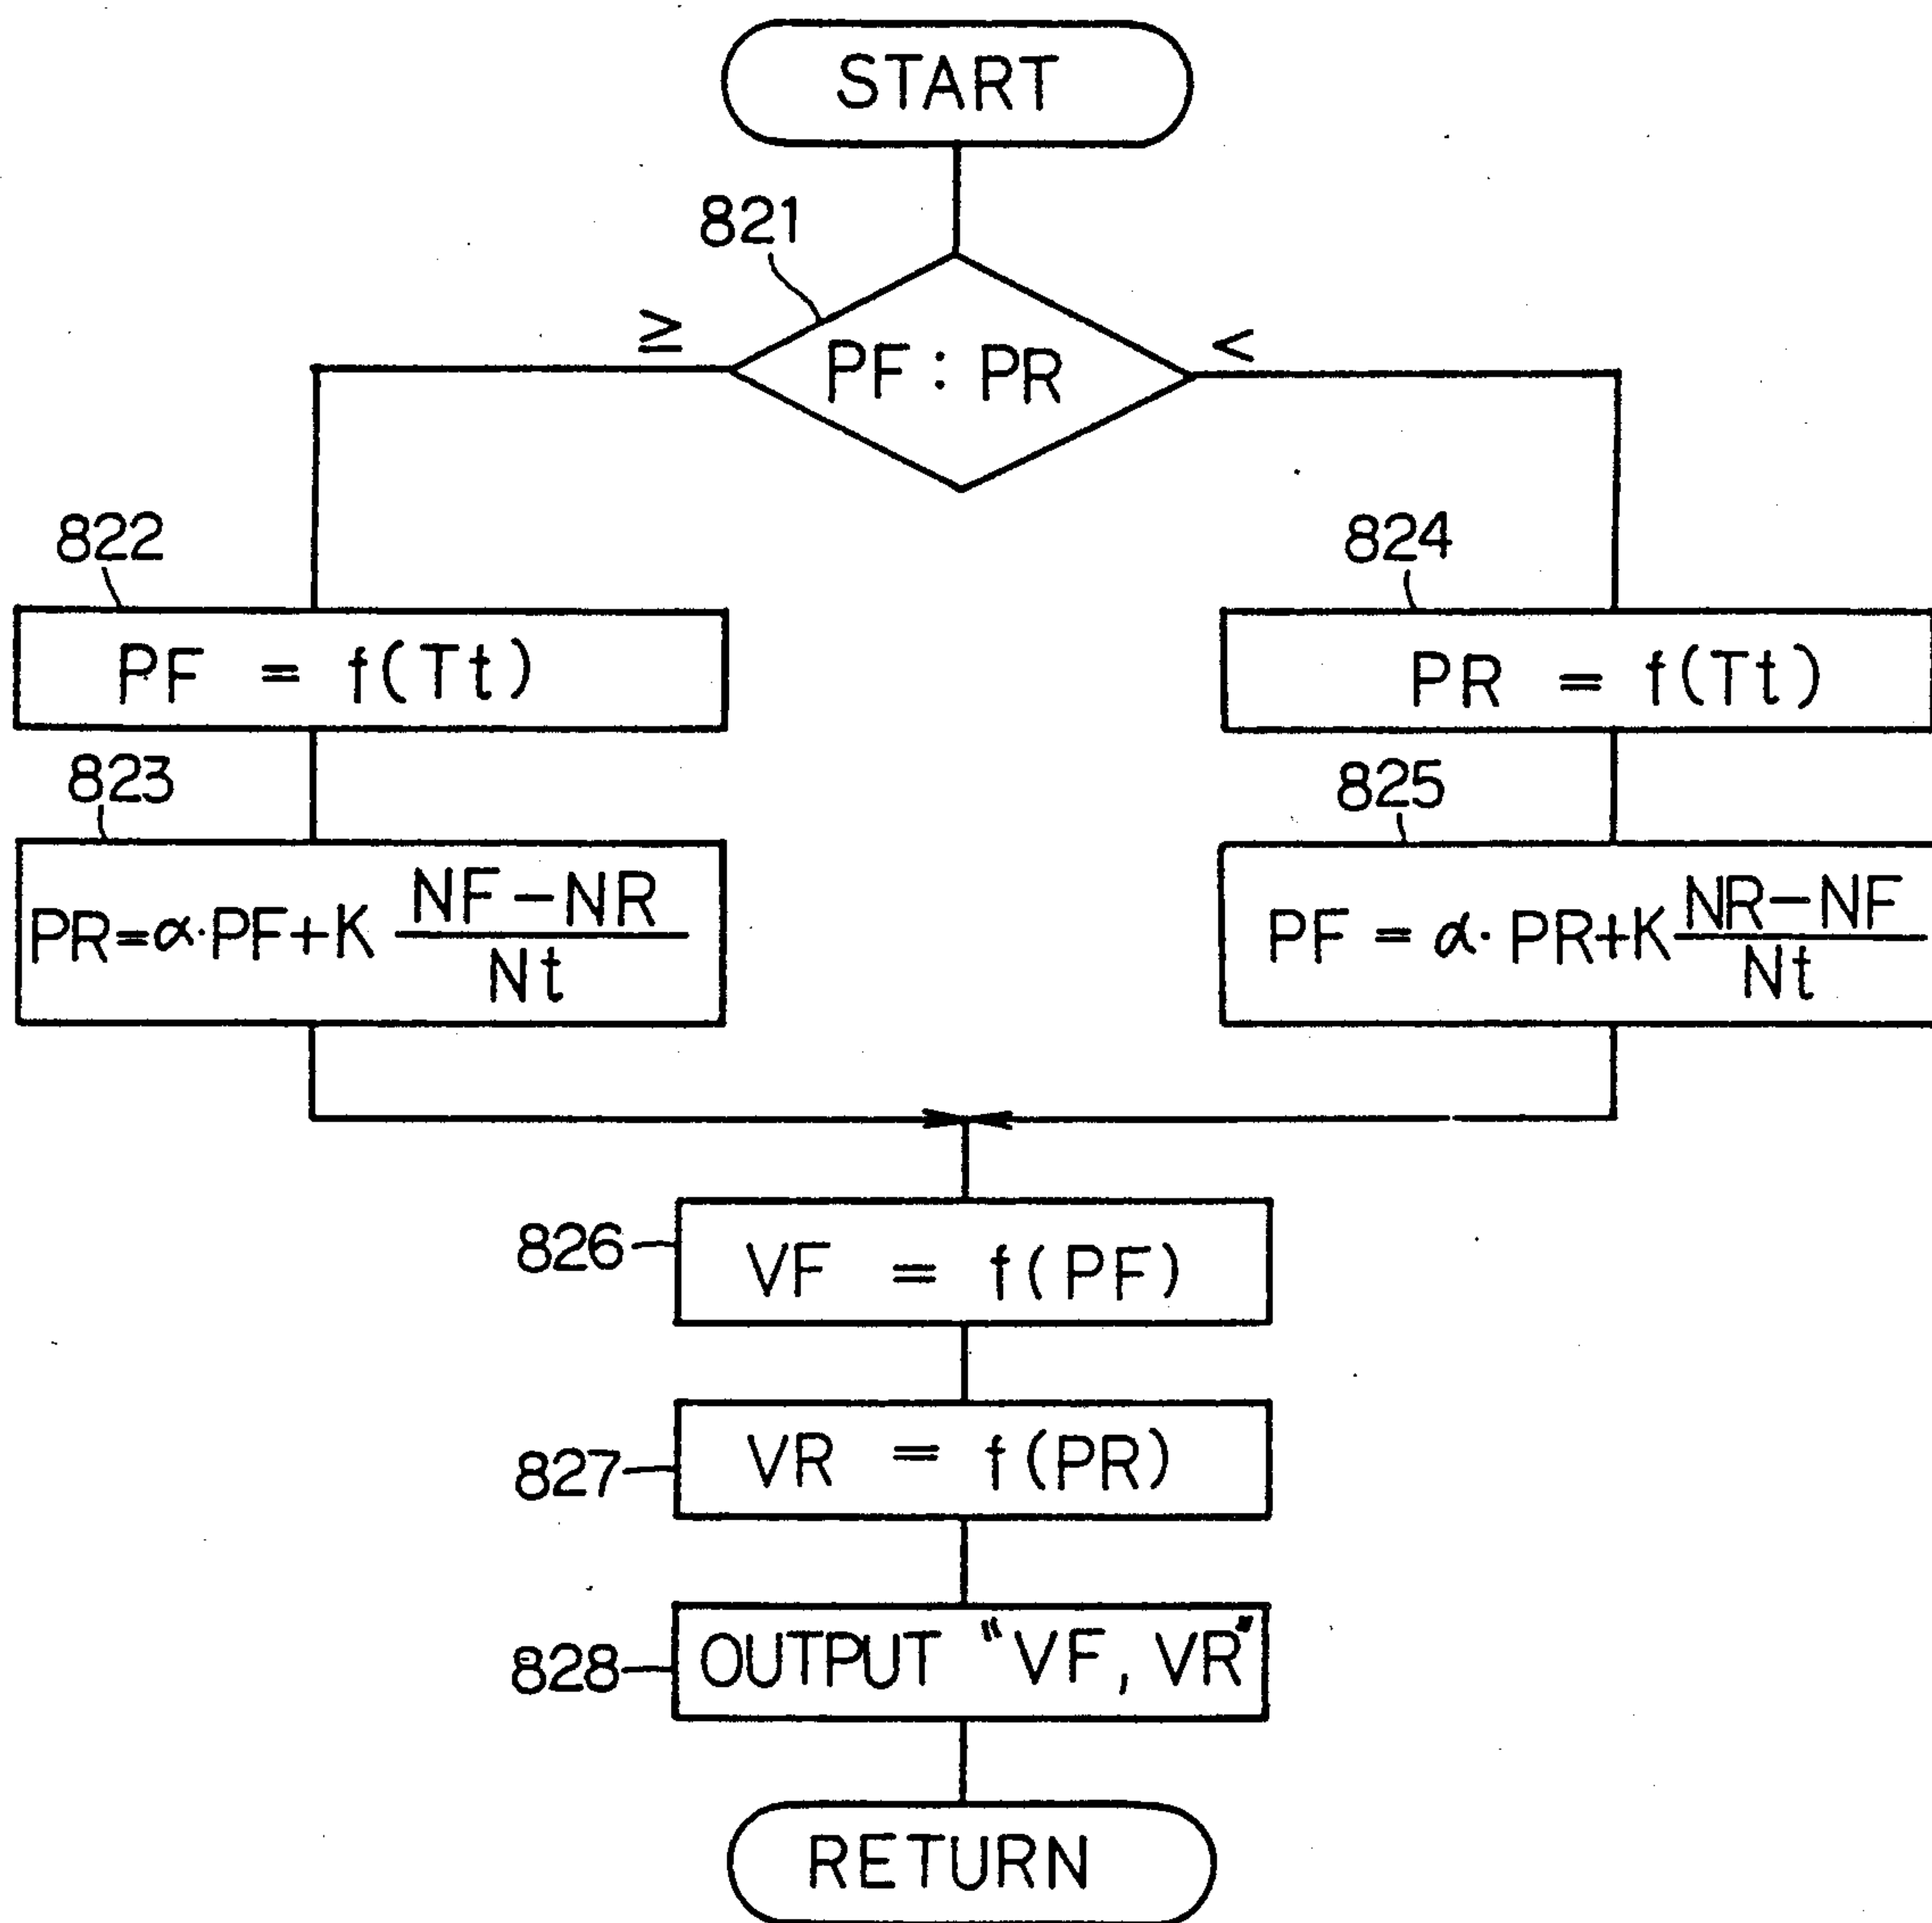 START
821
≥
PF : PR
<
822
PF = f(Tt)
823
PR=α·PF+K NF-NR
Nt
824
PR = f(Tt)
825
PF = α· PR+K NR-NF
Nt
826
VF = f(PF)
827
VR = f(PR)
828
OUTPUT "VF, VR"
RETURN